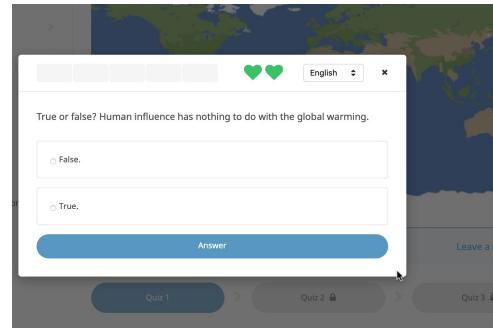 English
True or false? Human influence has nothing to do with the global warming.
False.
True.
Answer
Leave a
Quiz 1
Quiz 2
Quiz 3